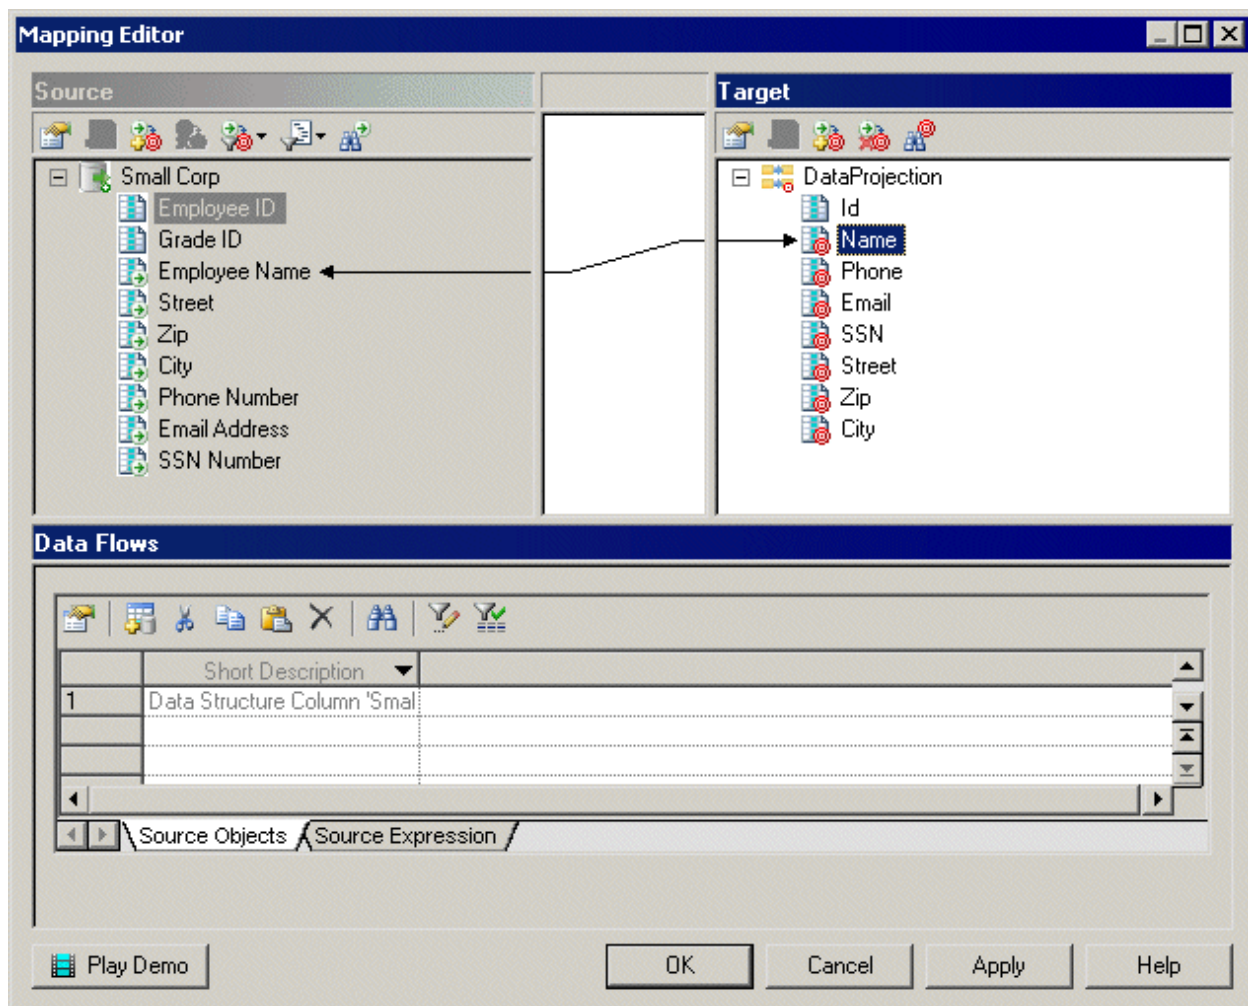 Mapping Editor
Source
Target
Small Corp
Employee ID
Grade ID
Employee Name
Street
Zip
City
Phone Number
Email Address
SSN Number
DataProjection
Id
Name
Phone
Email
SSN
Street
Zip
City
Data Flows
Short Description
1 Data Structure Column 'Smal
Source Objects Source Expression
Play Demo OK Cancel Apply Help